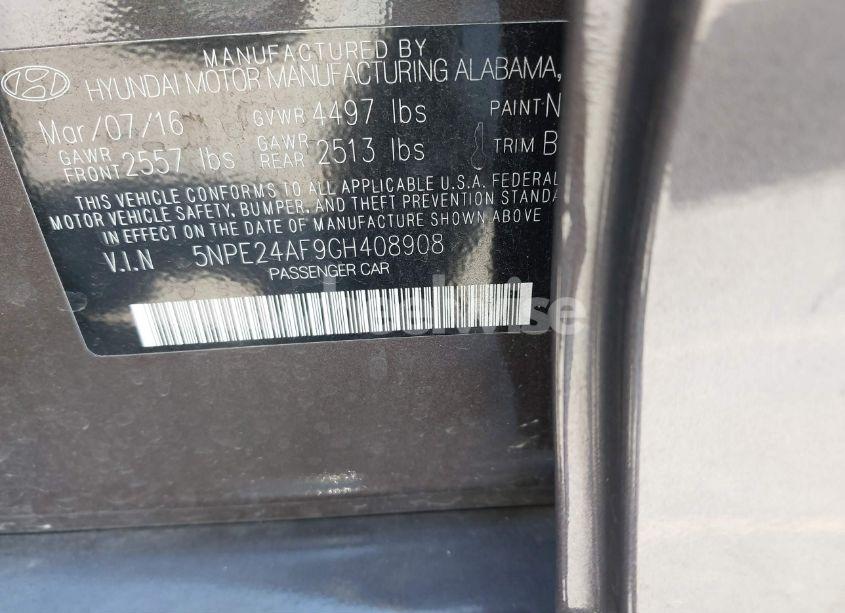 MANUFACTURED BY
HYUNDAI MOTOR MANUFACTURING ALABAMA,
Mar/07/16 GVWR 4497 lbs PAINT N
GAWR FRONT 2557 lbs GAWR REAR 2513 lbs TRIM B
THIS VEHICLE CONFORMS TO ALL APPLICABLE U.S.A. FEDERAL
MOTOR VEHICLE SAFETY, BUMPER, AND THEFT PREVENTION STANDA
IN EFFECT ON THE DATE OF MANUFACTURE SHOWN ABOVE
V.I.N 5NPE24AF9GH408908
PASSENGER CAR